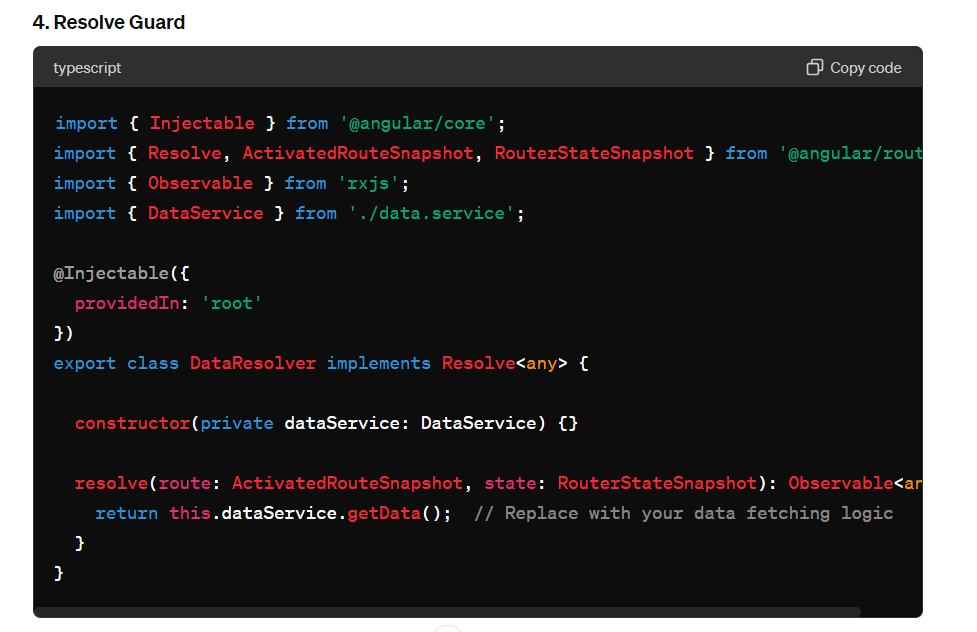 4. Resolve Guard
typescript
Copy code
import { Injectable } from '@angular/core';
import { Resolve, ActivatedRouteSnapshot, RouterStateSnapshot } from '@angular/rout
import { Observable } from 'rxjs';
import { DataService } from './data.service';
@Injectable({
providedIn: 'root'
})
export class DataResolver implements Resolve<any> {
constructor(private dataService: DataService) {}
resolve(route: ActivatedRouteSnapshot, state: RouterStateSnapshot): Observable<an
return this.dataService.getData(); // Replace with your data fetching logic
}
}